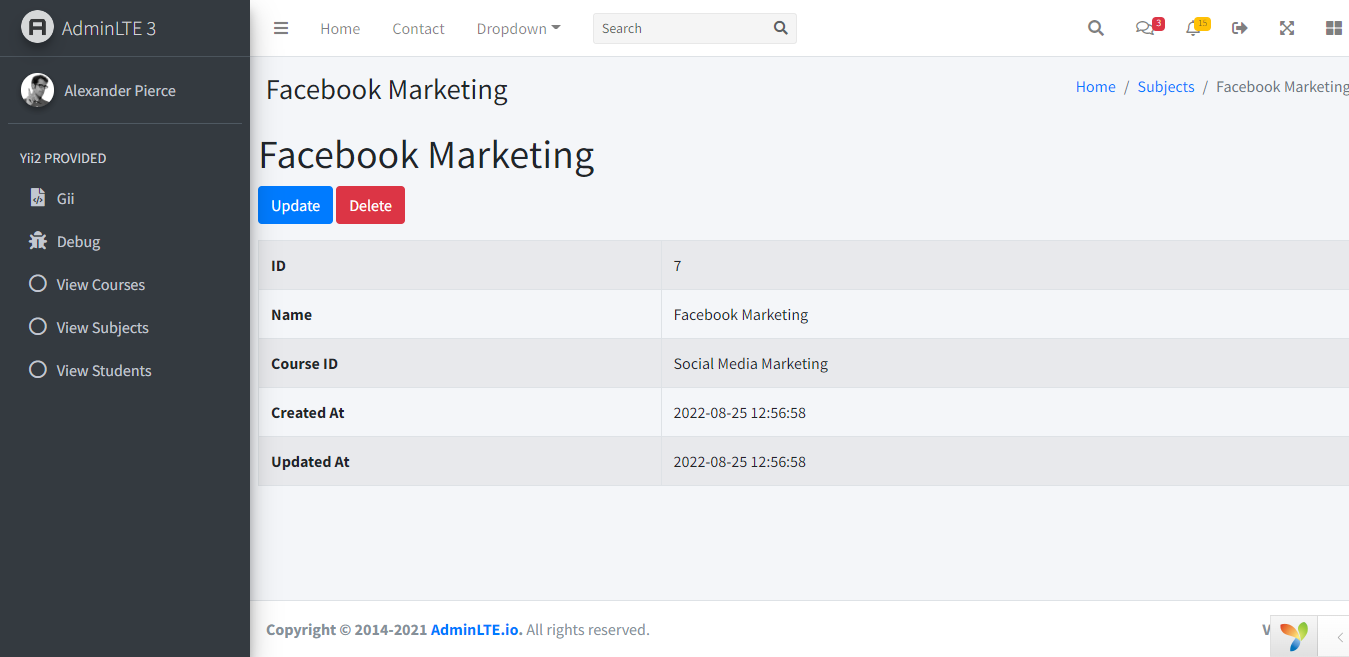 AdminLTE 3
Home
Contact
Dropdown
Search
3
15
Alexander Pierce
Facebook Marketing
Home / Subjects / Facebook Marketing
Yii2 PROVIDED
Gii
Debug
View Courses
View Subjects
View Students
Facebook Marketing
Update
Delete
ID 7
Name Facebook Marketing
Course ID Social Media Marketing
Created At 2022-08-25 12:56:58
Updated At 2022-08-25 12:56:58
Copyright © 2014-2021 AdminLTE.io. All rights reserved.